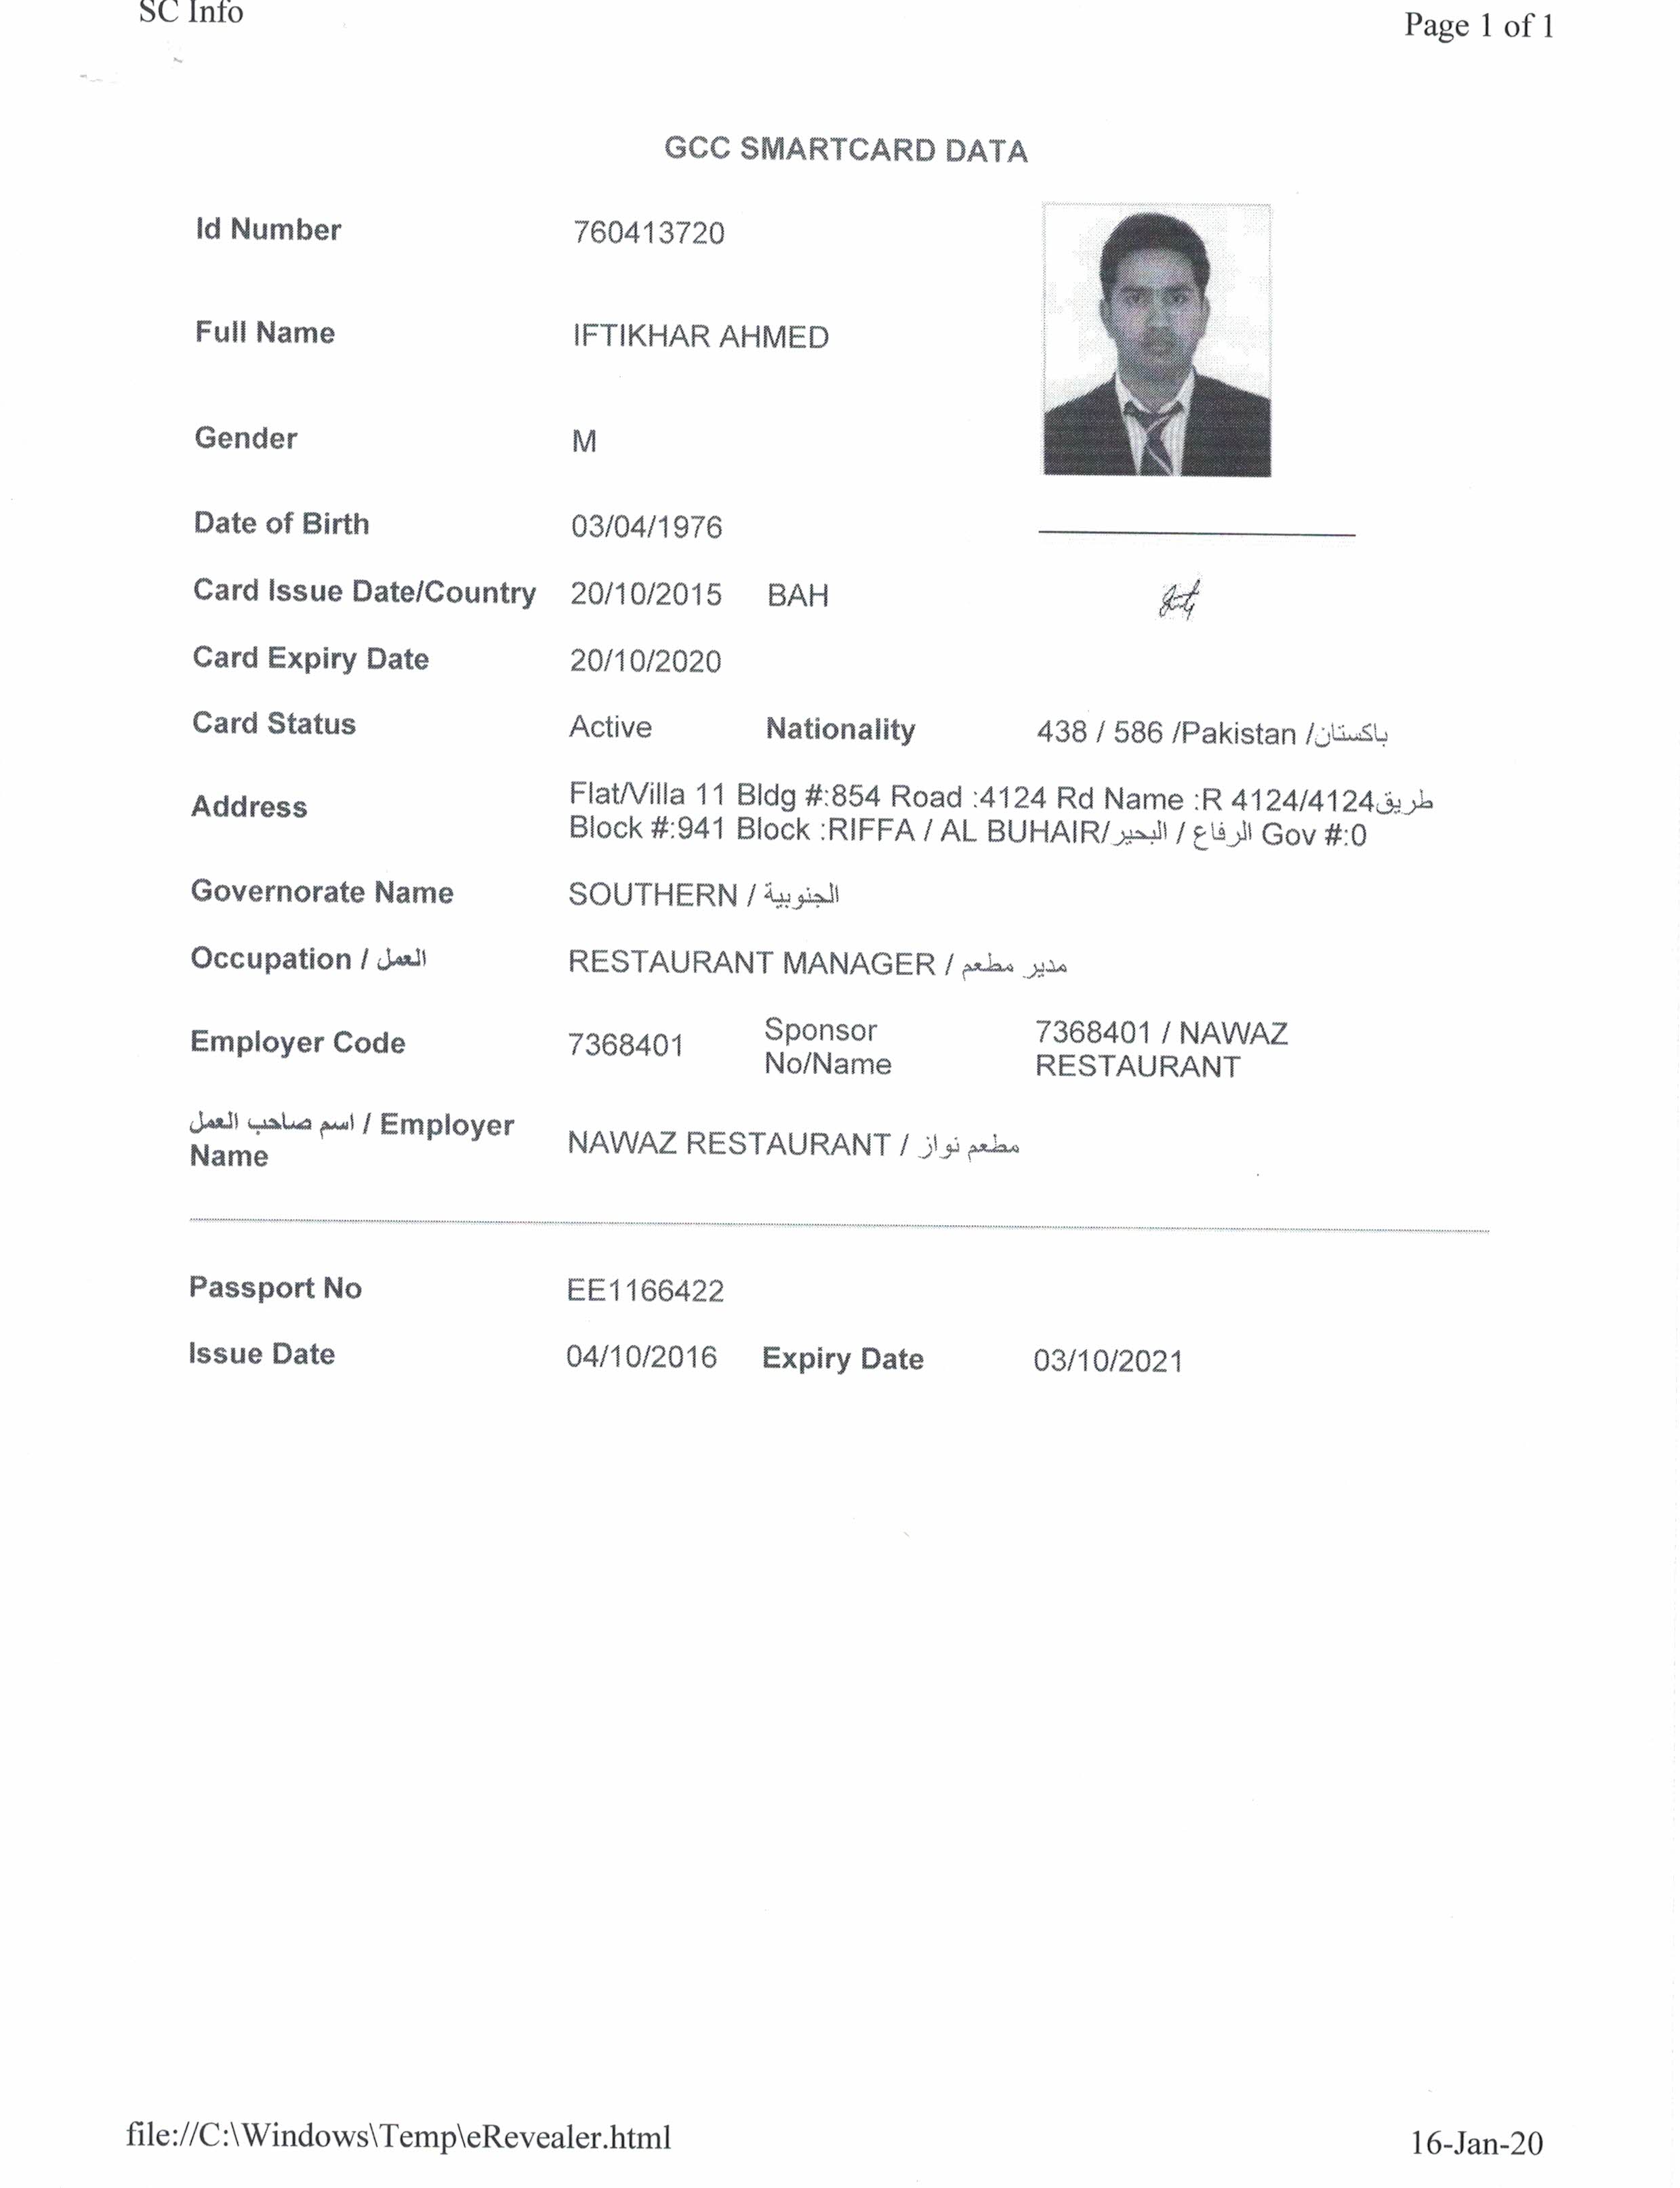 SC Info
Page 1 of 1
GCC SMARTCARD DATA
Id Number 760413720
Full Name IFTIKHAR AHMED
Gender M
Date of Birth 03/04/1976
Card Issue Date/Country 20/10/2015 BAH
Card Expiry Date 20/10/2020
Card Status Active Nationality 438 / 586 /Pakistan /باكستان
Address Flat/Villa 11 Bldg #:854 Road :4124 Rd Name :R 4124/4124طريق
Block #:941 Block :RIFFA / AL BUHAIR/الرفاع / البحير Gov #:0
Governorate Name SOUTHERN / الجنوبية
Occupation / العمل RESTAURANT MANAGER / مدير مطعم
Employer Code 7368401 Sponsor No/Name 7368401 / NAWAZ RESTAURANT
اسم صاحب العمل / Employer Name NAWAZ RESTAURANT / مطعم نواز
Passport No EE1166422
Issue Date 04/10/2016 Expiry Date 03/10/2021
file://C:\Windows\Temp\eRevealer.html
16-Jan-20